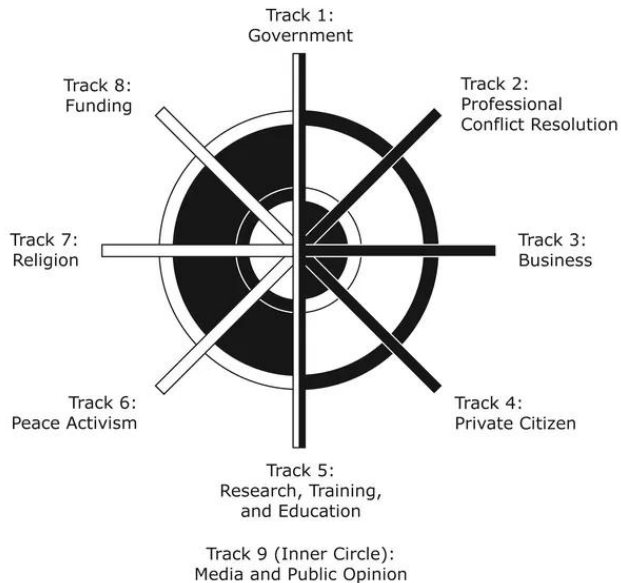 Track 1:
Government
Track 8:
Funding
Track 2:
Professional
Conflict Resolution
Track 7:
Religion
Track 3:
Business
Track 6:
Peace Activism
Track 4:
Private Citizen
Track 5:
Research, Training,
and Education
Track 9 (Inner Circle):
Media and Public Opinion